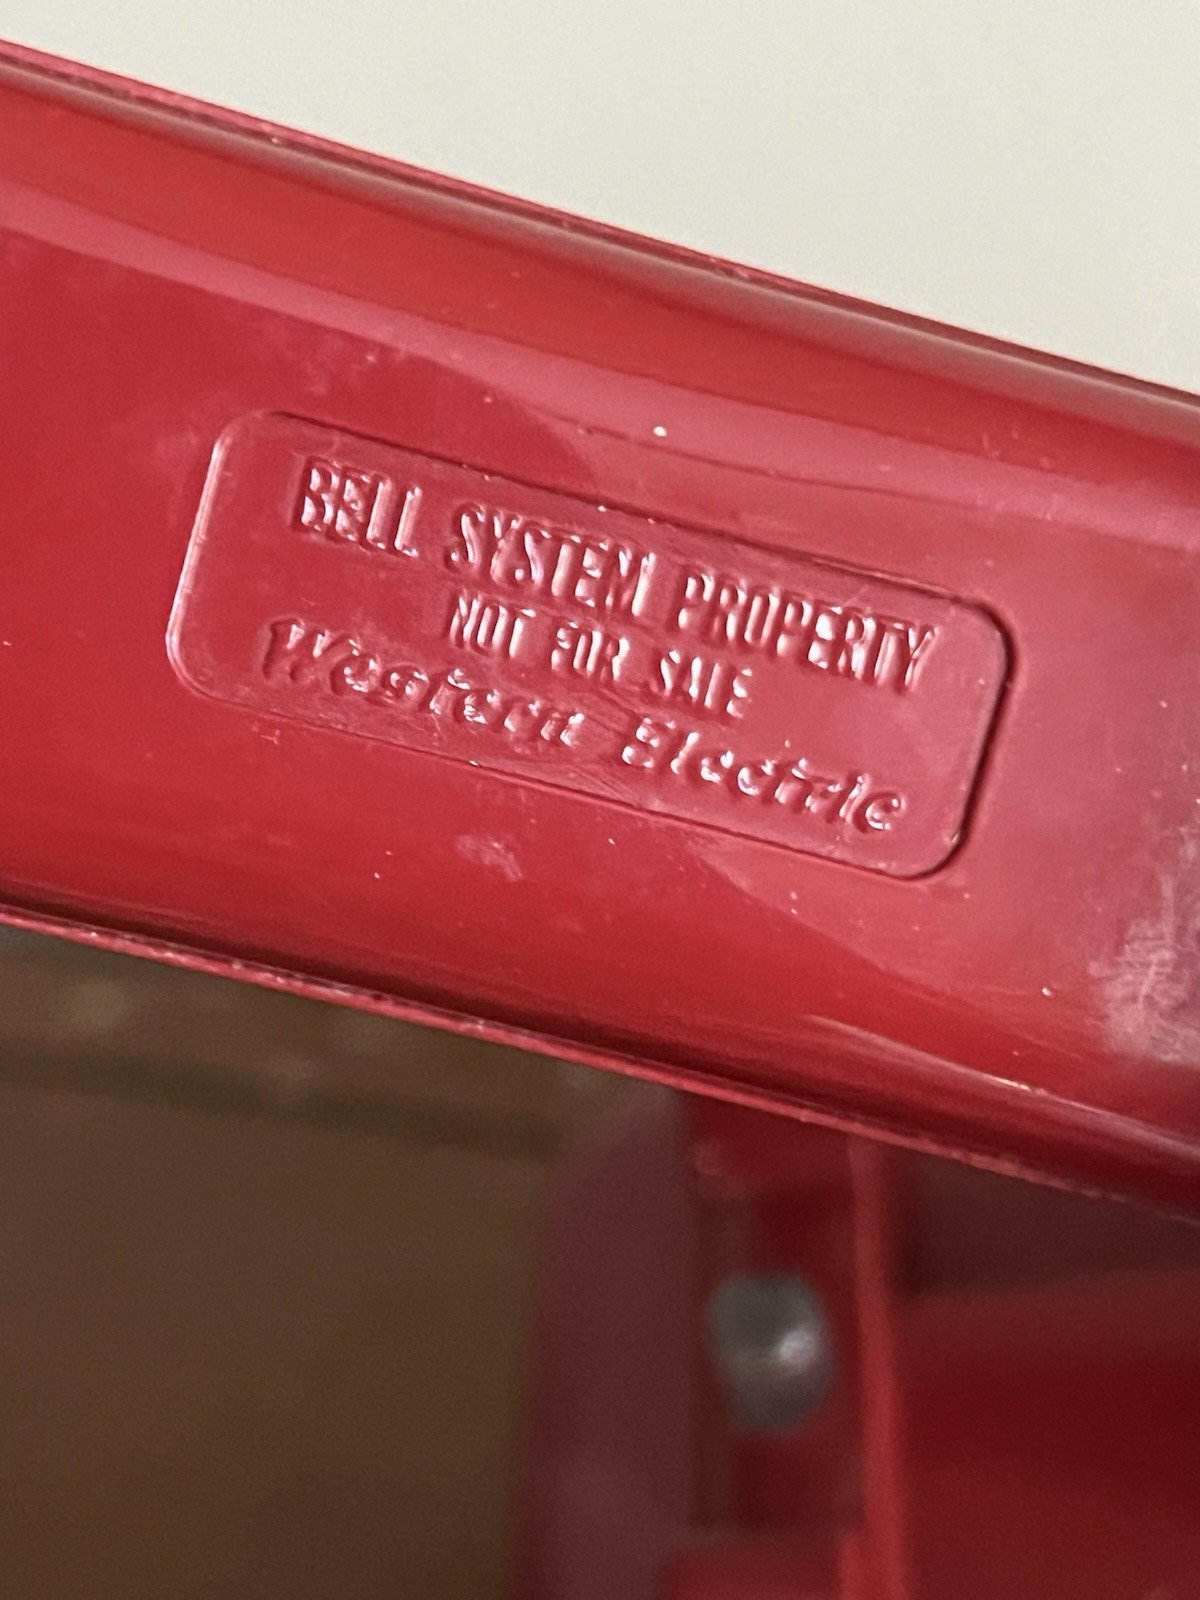 BELL SYSTEM PROPERTY
NOT FOR SALE
Western Electric